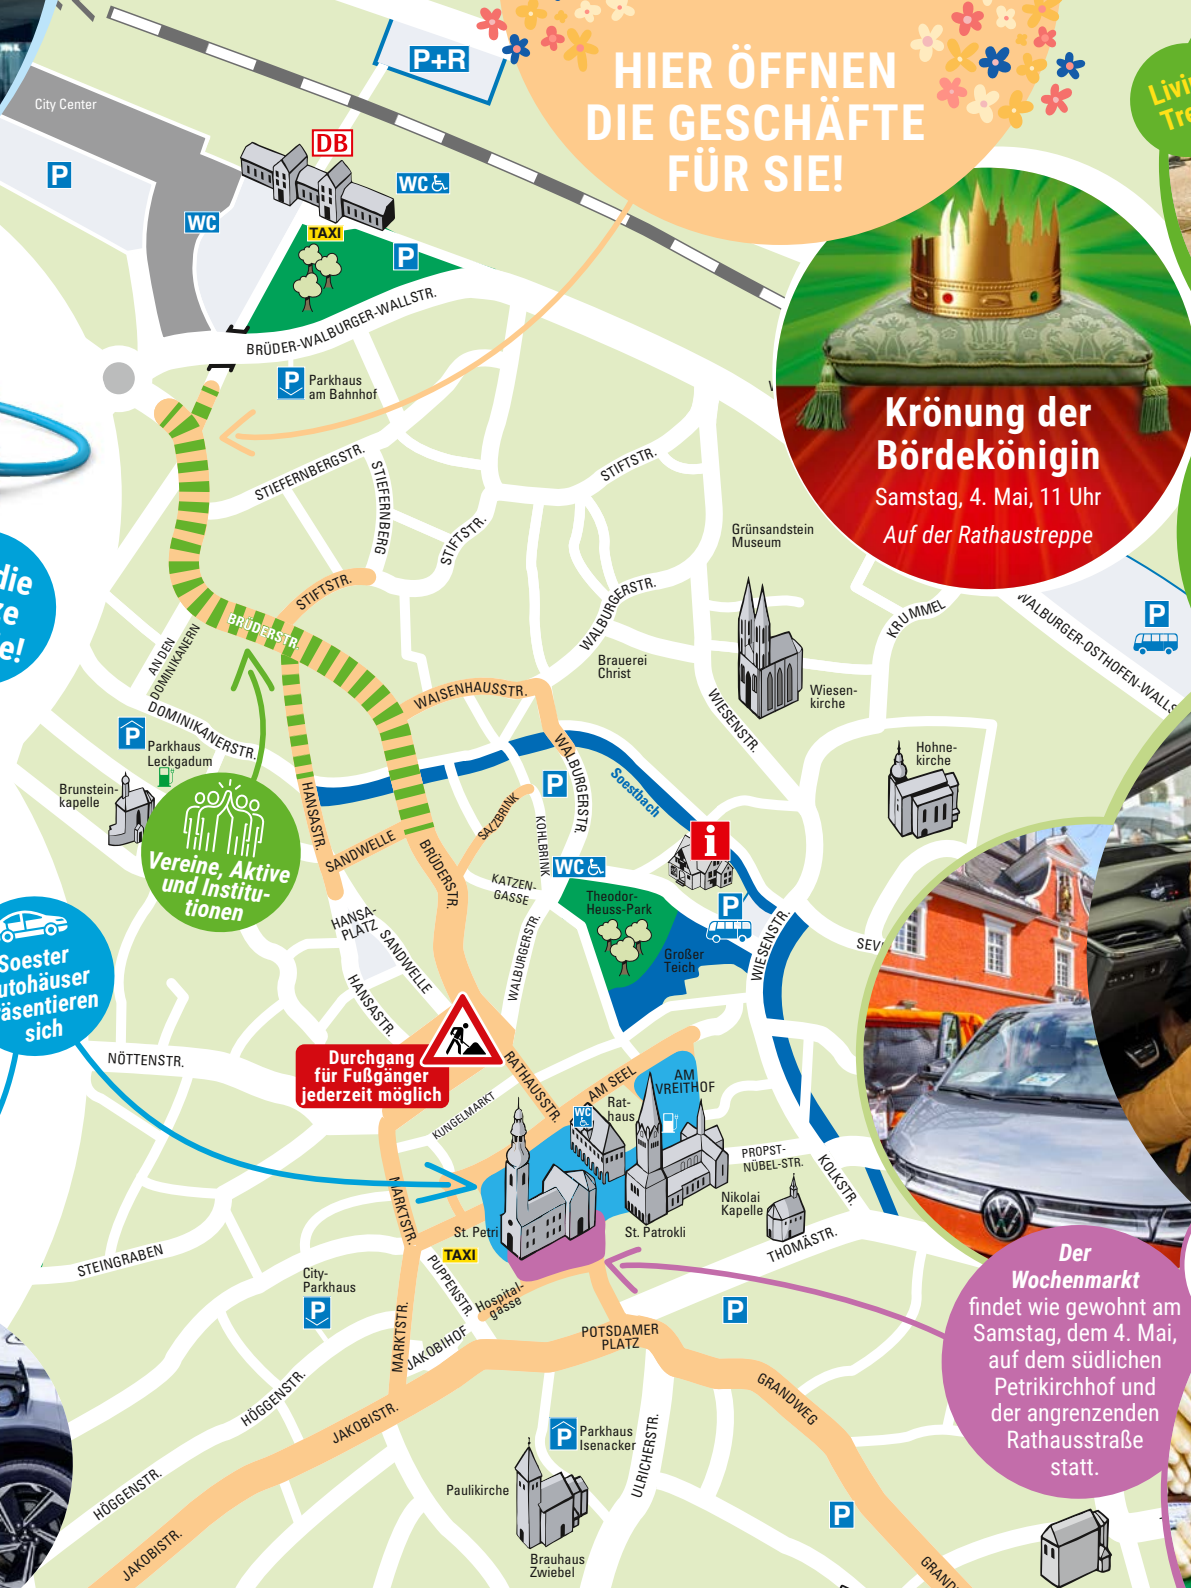 HIER ÖFFNEN
DIE GESCHÄFTE
FÜR SIE!
P+R
City Center
DB
P
WC
WC
TAXI
P
BRÜDER-WALBURGER-WALLSTR.
P
Parkhaus
am Bahnhof
Krönung der
Bördekönigin
Samstag, 4. Mai, 11 Uhr
Auf der Rathaustreppe
STIEFERNBERGSTR.
STIEFERNBERG
STIFTSTR.
STIFTSTR.
STIFTSTR.
Grünsandstein
Museum
die
e!
BRÜDERSTR.
AN DEN
DOMINIKANERN
DOMINIKANERSTR.
WALBURGERSTR.
Brauerei
Christ
KRUMMEL
WALBURGER-OSTHOFEN-WALLS
P
WAISENHAUSSTR.
WIESENSTR.
Wiesen-
kirche
P
Parkhaus
Leckgadum
Brunstein-
kapelle
Hohne-
kirche
HANSASTR.
WALBURGERSTR.
Soestbach
P
SALZBRINK
KOHLBRINK
Vereine, Aktive
und Institu-
tionen
SANDWELLE
BRÜDERSTR.
i
WC
KATZEN-
GASSE
Theodor-
Heuss-Park
P
Großer
Teich
WIESENSTR.
HANSA-
PLATZ
SANDWELLE
HANSASTR.
WALBURGERSTR.
SEV
Soester
utohäuser
äsentieren
sich
NÖTTENSTR.
Durchgang
für Fußgänger
jederzeit möglich
RATHAUSSTR.
AM SEEL
AM
VREITHOF
Rat-
haus
WC
KUNGELMARKT
PROPST-
NÜBEL-STR.
KOLKSTR.
Nikolai
Kapelle
MARKTSTR.
St. Petri
St. Patrokli
THOMÄSTR.
TAXI
STEINGRABEN
City-
Parkhaus
P
PUPPENSTR.
Hospital-
gasse
P
MARKTSTR.
JAKOBIHOF
POTSDAMER
PLATZ
Der
Wochenmarkt
findet wie gewohnt am
Samstag, dem 4. Mai,
auf dem südlichen
Petrikirchhof und
der angrenzenden
Rathausstraße
statt.
HÖGGENSTR.
JAKOBISTR.
GRANDWEG
P
Parkhaus
Isenacker
ULRICHERSTR.
HÖGGENSTR.
Paulikirche
P
JAKOBISTR.
Brauhaus
Zwiebel